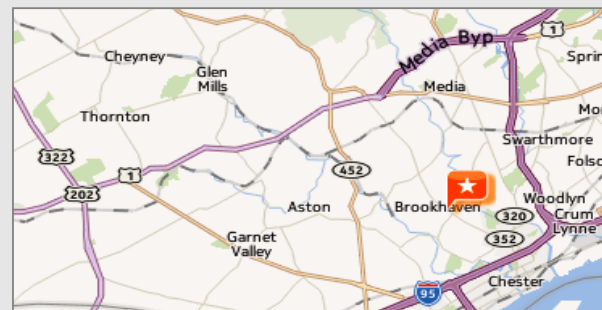 1
Media Byp
Cheyney
Sprin
Glen
Mills
Media
Mor
Thornton
Swarthmore
322
Folso
1
452
202
Woodlyn
Aston
Brookhaven
320
Crum
Lynne
352
Garnet
Valley
Chester
95